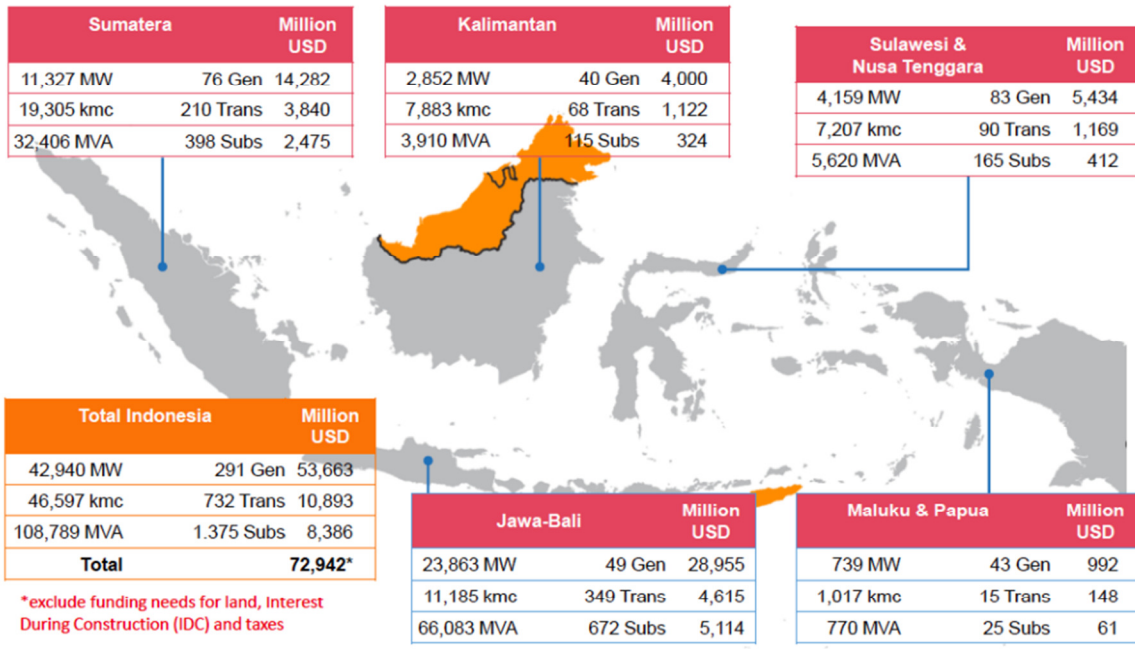 Sumatera Million
USD
11,327 MW 76 Gen 14,282
19,305 kmc 210 Trans 3,840
32,406 MVA 398 Subs 2,475
Kalimantan Million
USD
2,852 MW 40 Gen 4,000
7,883 kmc 68 Trans 1,122
3,910 MVA 115 Subs 324
Sulawesi & Million
Nusa Tenggara USD
4,159 MW 83 Gen 5,434
7,207 kmc 90 Trans 1,169
5,620 MVA 165 Subs 412
Total Indonesia Million
USD
42,940 MW 291 Gen 53,663
46,597 kmc 732 Trans 10,893
108,789 MVA 1.375 Subs 8,386
Total 72,942*
*exclude funding needs for land, Interest
During Construction (IDC) and taxes
Jawa-Bali Million
USD
23,863 MW 49 Gen 28,955
11,185 kmc 349 Trans 4,615
66,083 MVA 672 Subs 5,114
Maluku & Papua Million
USD
739 MW 43 Gen 992
1,017 kmc 15 Trans 148
770 MVA 25 Subs 61